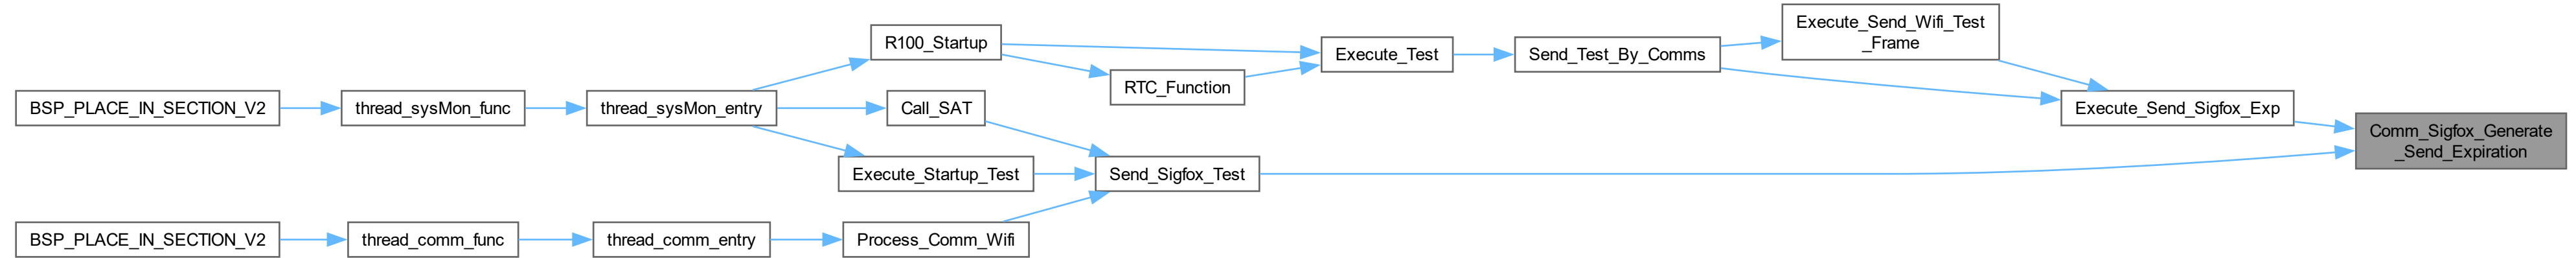 Execute_Send_Wifi_Test
_Frame
R100_Startup
Execute_Test
Send_Test_By_Comms
RTC_Function
BSP_PLACE_IN_SECTION_V2
thread_sysMon_func
thread_sysMon_entry
Call_SAT
Execute_Send_Sigfox_Exp
Comm_Sigfox_Generate
_Send_Expiration
Execute_Startup_Test
Send_Sigfox_Test
BSP_PLACE_IN_SECTION_V2
thread_comm_func
thread_comm_entry
Process_Comm_Wifi